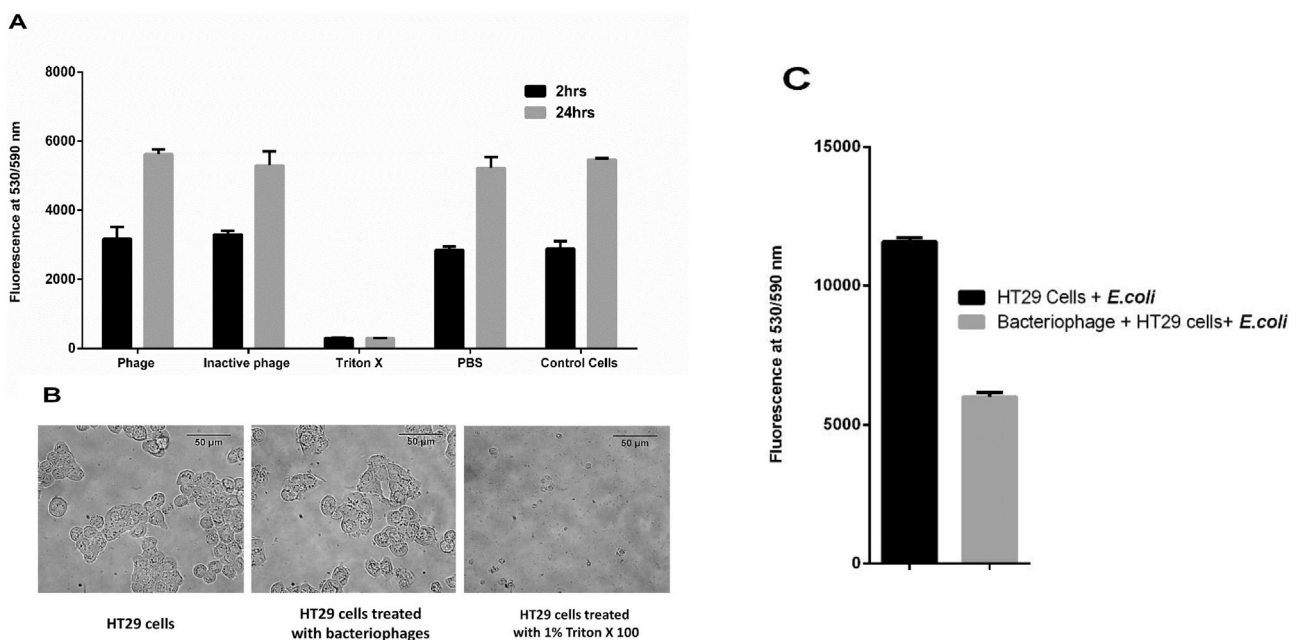 A
Fluorescence at 530/590 nm
8000
6000
4000
2000
0
2hrs
24hrs
Phage Inactive phage Triton X PBS Control Cells
B
50 µm 50 µm 50 µm
HT29 cells
HT29 cells treated
with bacteriophages
HT29 cells treated
with 1% Triton X 100
C
Fluorescence at 530/590 nm
15000
10000
5000
0
HT29 Cells + E.coli
Bacteriophage + HT29 cells+ E.coli